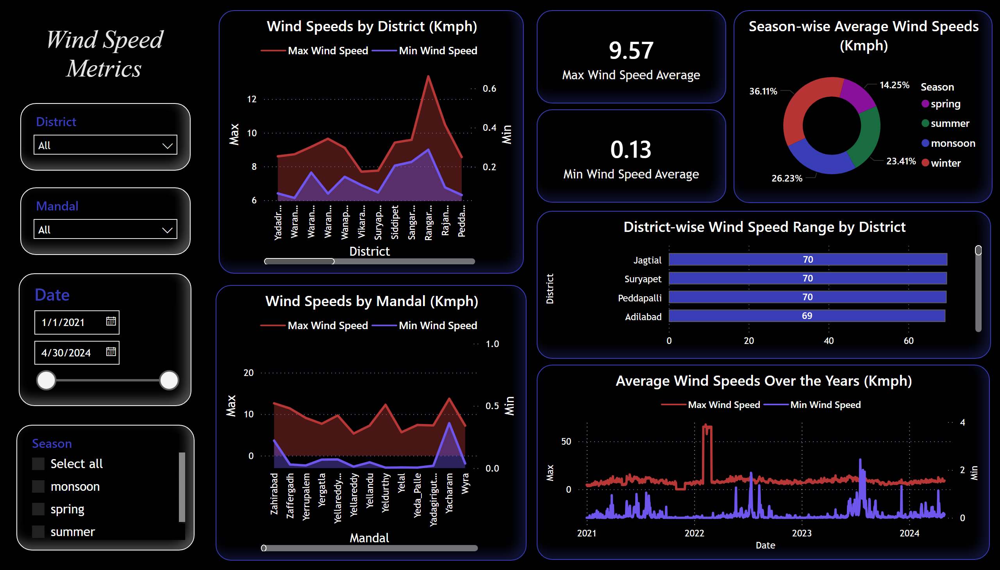 Wind Speed
Metrics
District
All
Mandal
All
Date
1/1/2021
4/30/2024
Season
Select all
monsoon
spring
summer
Wind Speeds by District (Kmph)
Max Wind Speed Min Wind Speed
Max
12
10
8
6
0.6
0.4
0.2
Min
Yadadr...
Waran...
Waran...
Waran...
Wanap...
Vikara...
Suryap...
Siddipet
Sangar...
Rangar...
Rajan...
Pedda...
District
Wind Speeds by Mandal (Kmph)
Max Wind Speed Min Wind Speed
Max
20
10
0
1.0
0.5
0.0
Min
Zahirabad
Zaffergadh
Yerrupalem
Yergatla
Yellareddy...
Yellareddy
Yellandu
Yeldurthy
Yelal
Yeda_Palle
Yadagirigut...
Yacharam
Wyra
Mandal
9.57
Max Wind Speed Average
0.13
Min Wind Speed Average
Season-wise Average Wind Speeds
(Kmph)
36.11%
14.25%
23.41%
26.23%
Season
spring
summer
monsoon
winter
District-wise Wind Speed Range by District
District
Jagtial 70
Suryapet 70
Peddapalli 70
Adilabad 69
0 20 40 60
Average Wind Speeds Over the Years (Kmph)
Max Wind Speed Min Wind Speed
Max
50
0
4
2
0
Min
2021 2022 2023 2024
Date